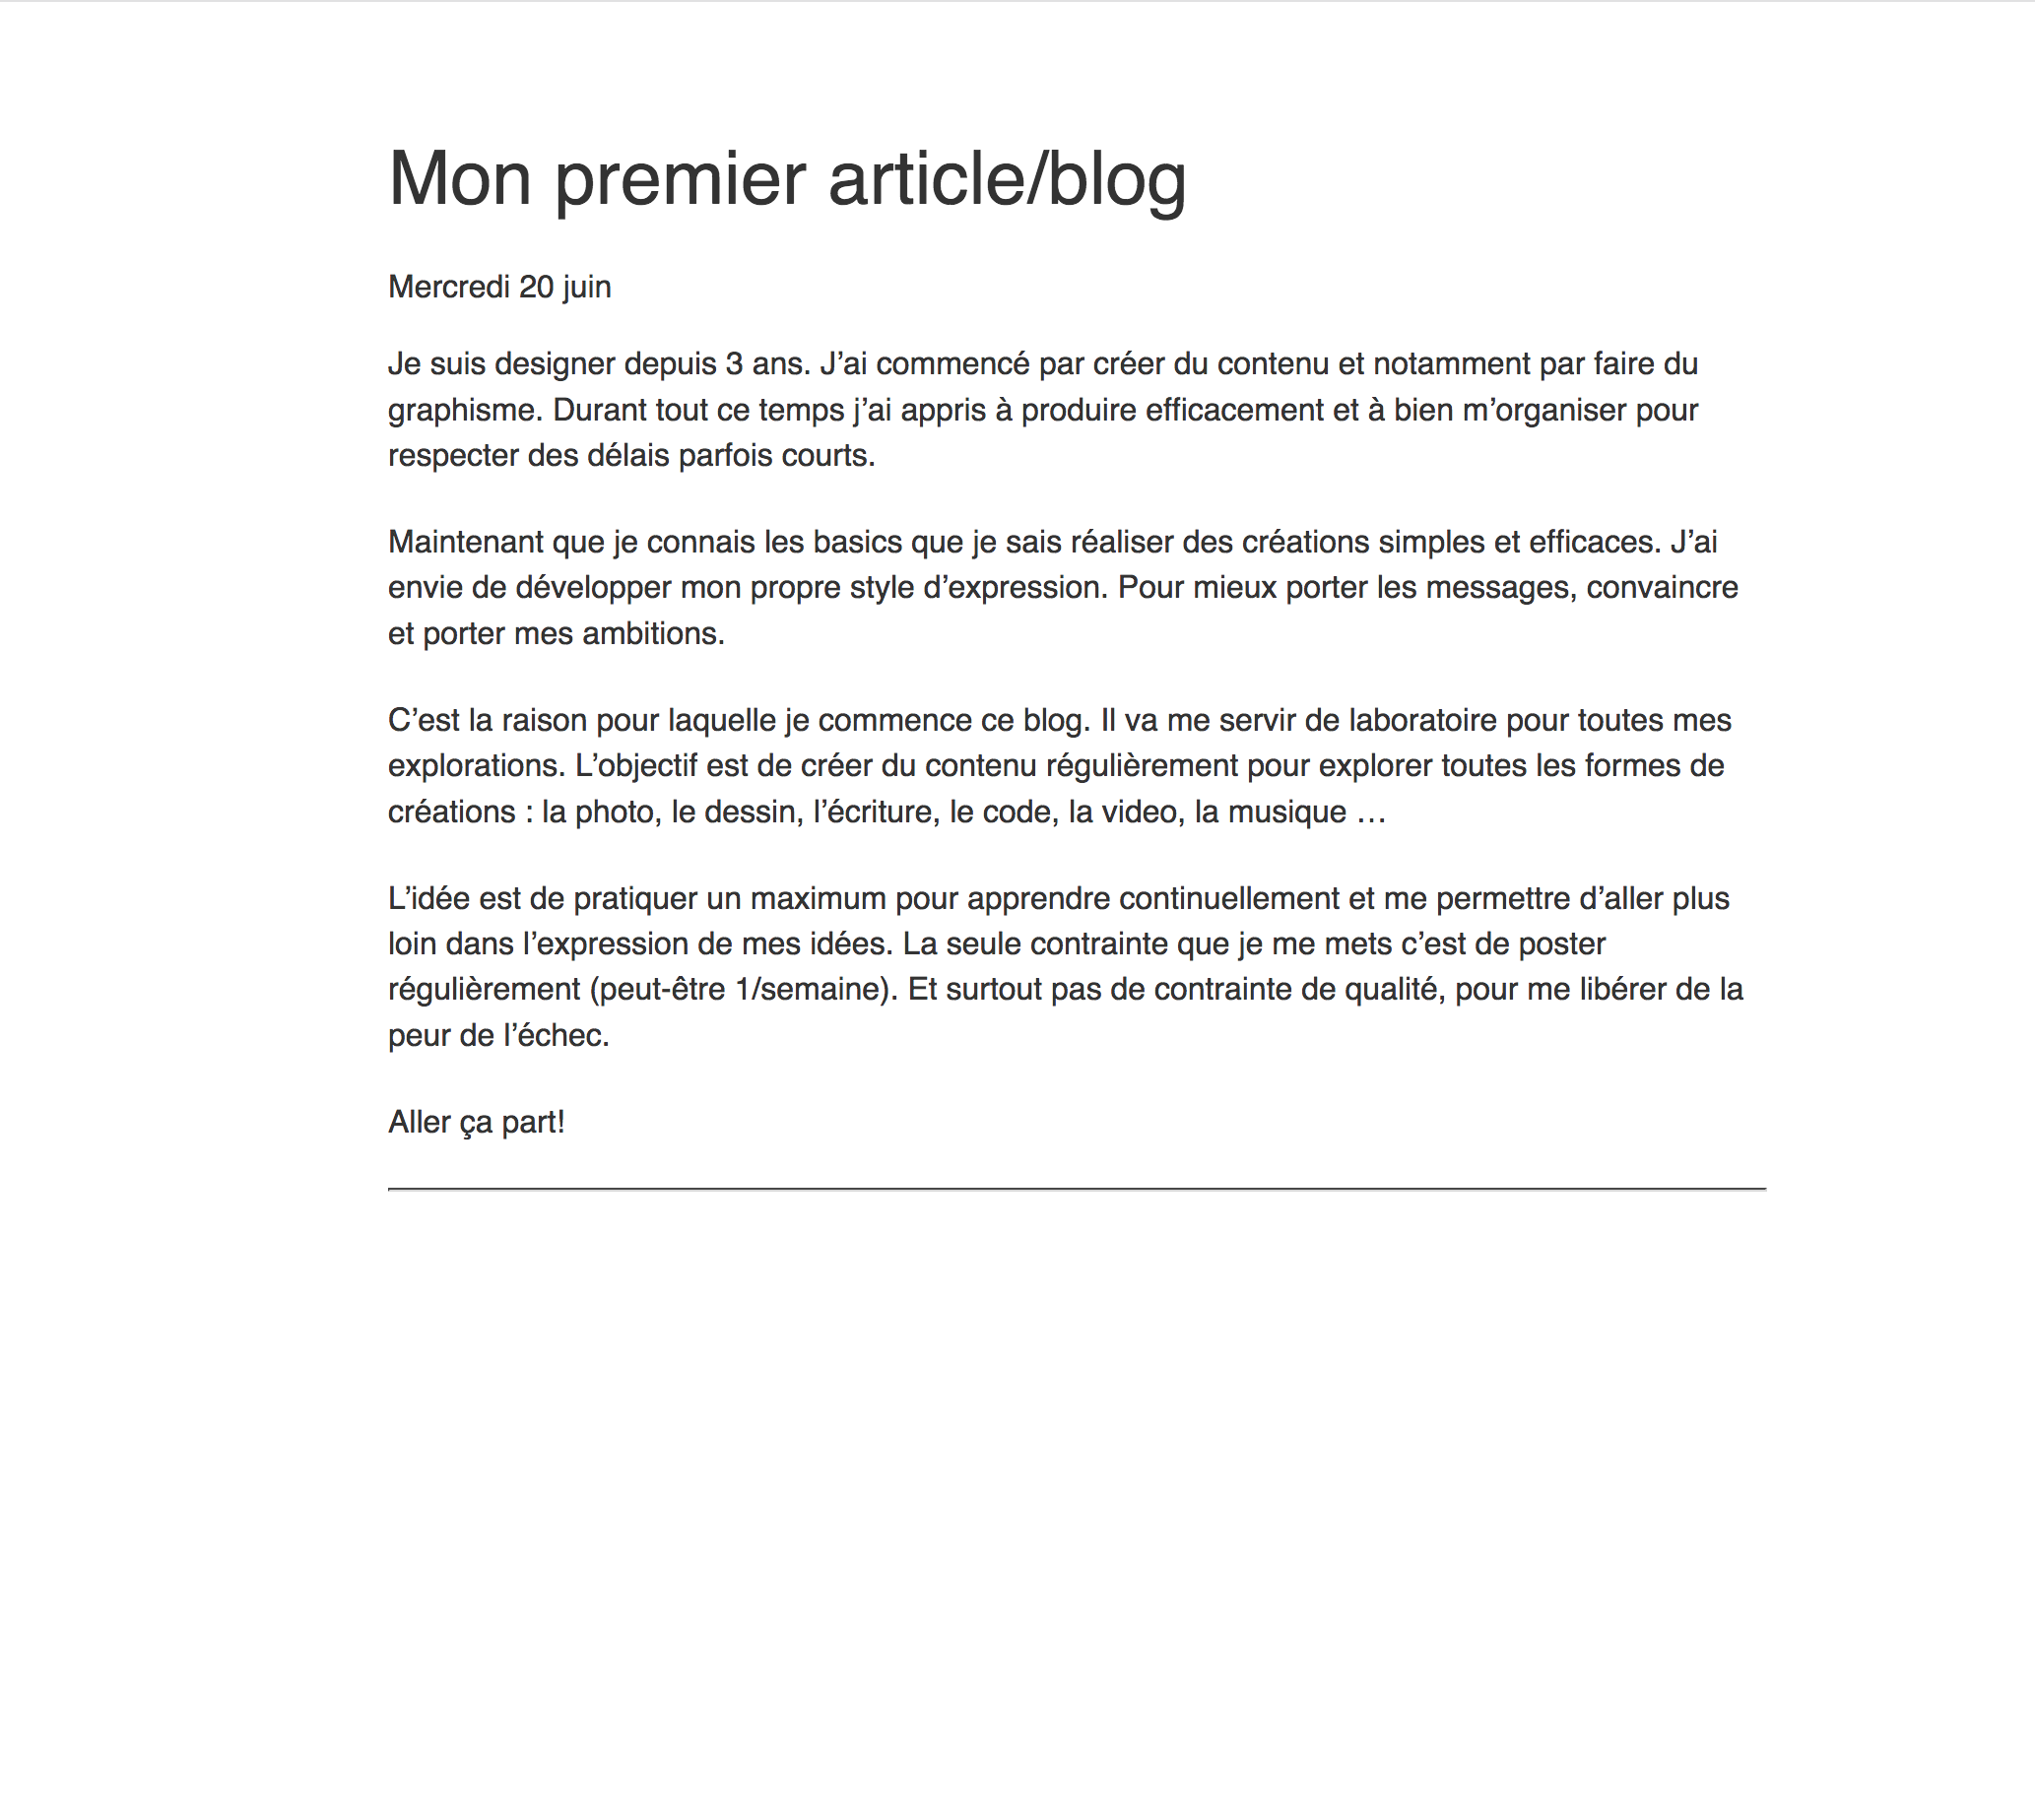 Mon premier article/blog
Mercredi 20 juin
Je suis designer depuis 3 ans. J’ai commencé par créer du contenu et notamment par faire du
graphisme. Durant tout ce temps j’ai appris à produire efficacement et à bien m’organiser pour
respecter des délais parfois courts.
Maintenant que je connais les basics que je sais réaliser des créations simples et efficaces. J’ai
envie de développer mon propre style d’expression. Pour mieux porter les messages, convaincre
et porter mes ambitions.
C’est la raison pour laquelle je commence ce blog. Il va me servir de laboratoire pour toutes mes
explorations. L’objectif est de créer du contenu régulièrement pour explorer toutes les formes de
créations : la photo, le dessin, l’écriture, le code, la video, la musique …
L’idée est de pratiquer un maximum pour apprendre continuellement et me permettre d’aller plus
loin dans l’expression de mes idées. La seule contrainte que je me mets c’est de poster
régulièrement (peut-être 1/semaine). Et surtout pas de contrainte de qualité, pour me libérer de la
peur de l’échec.
Aller ça part!